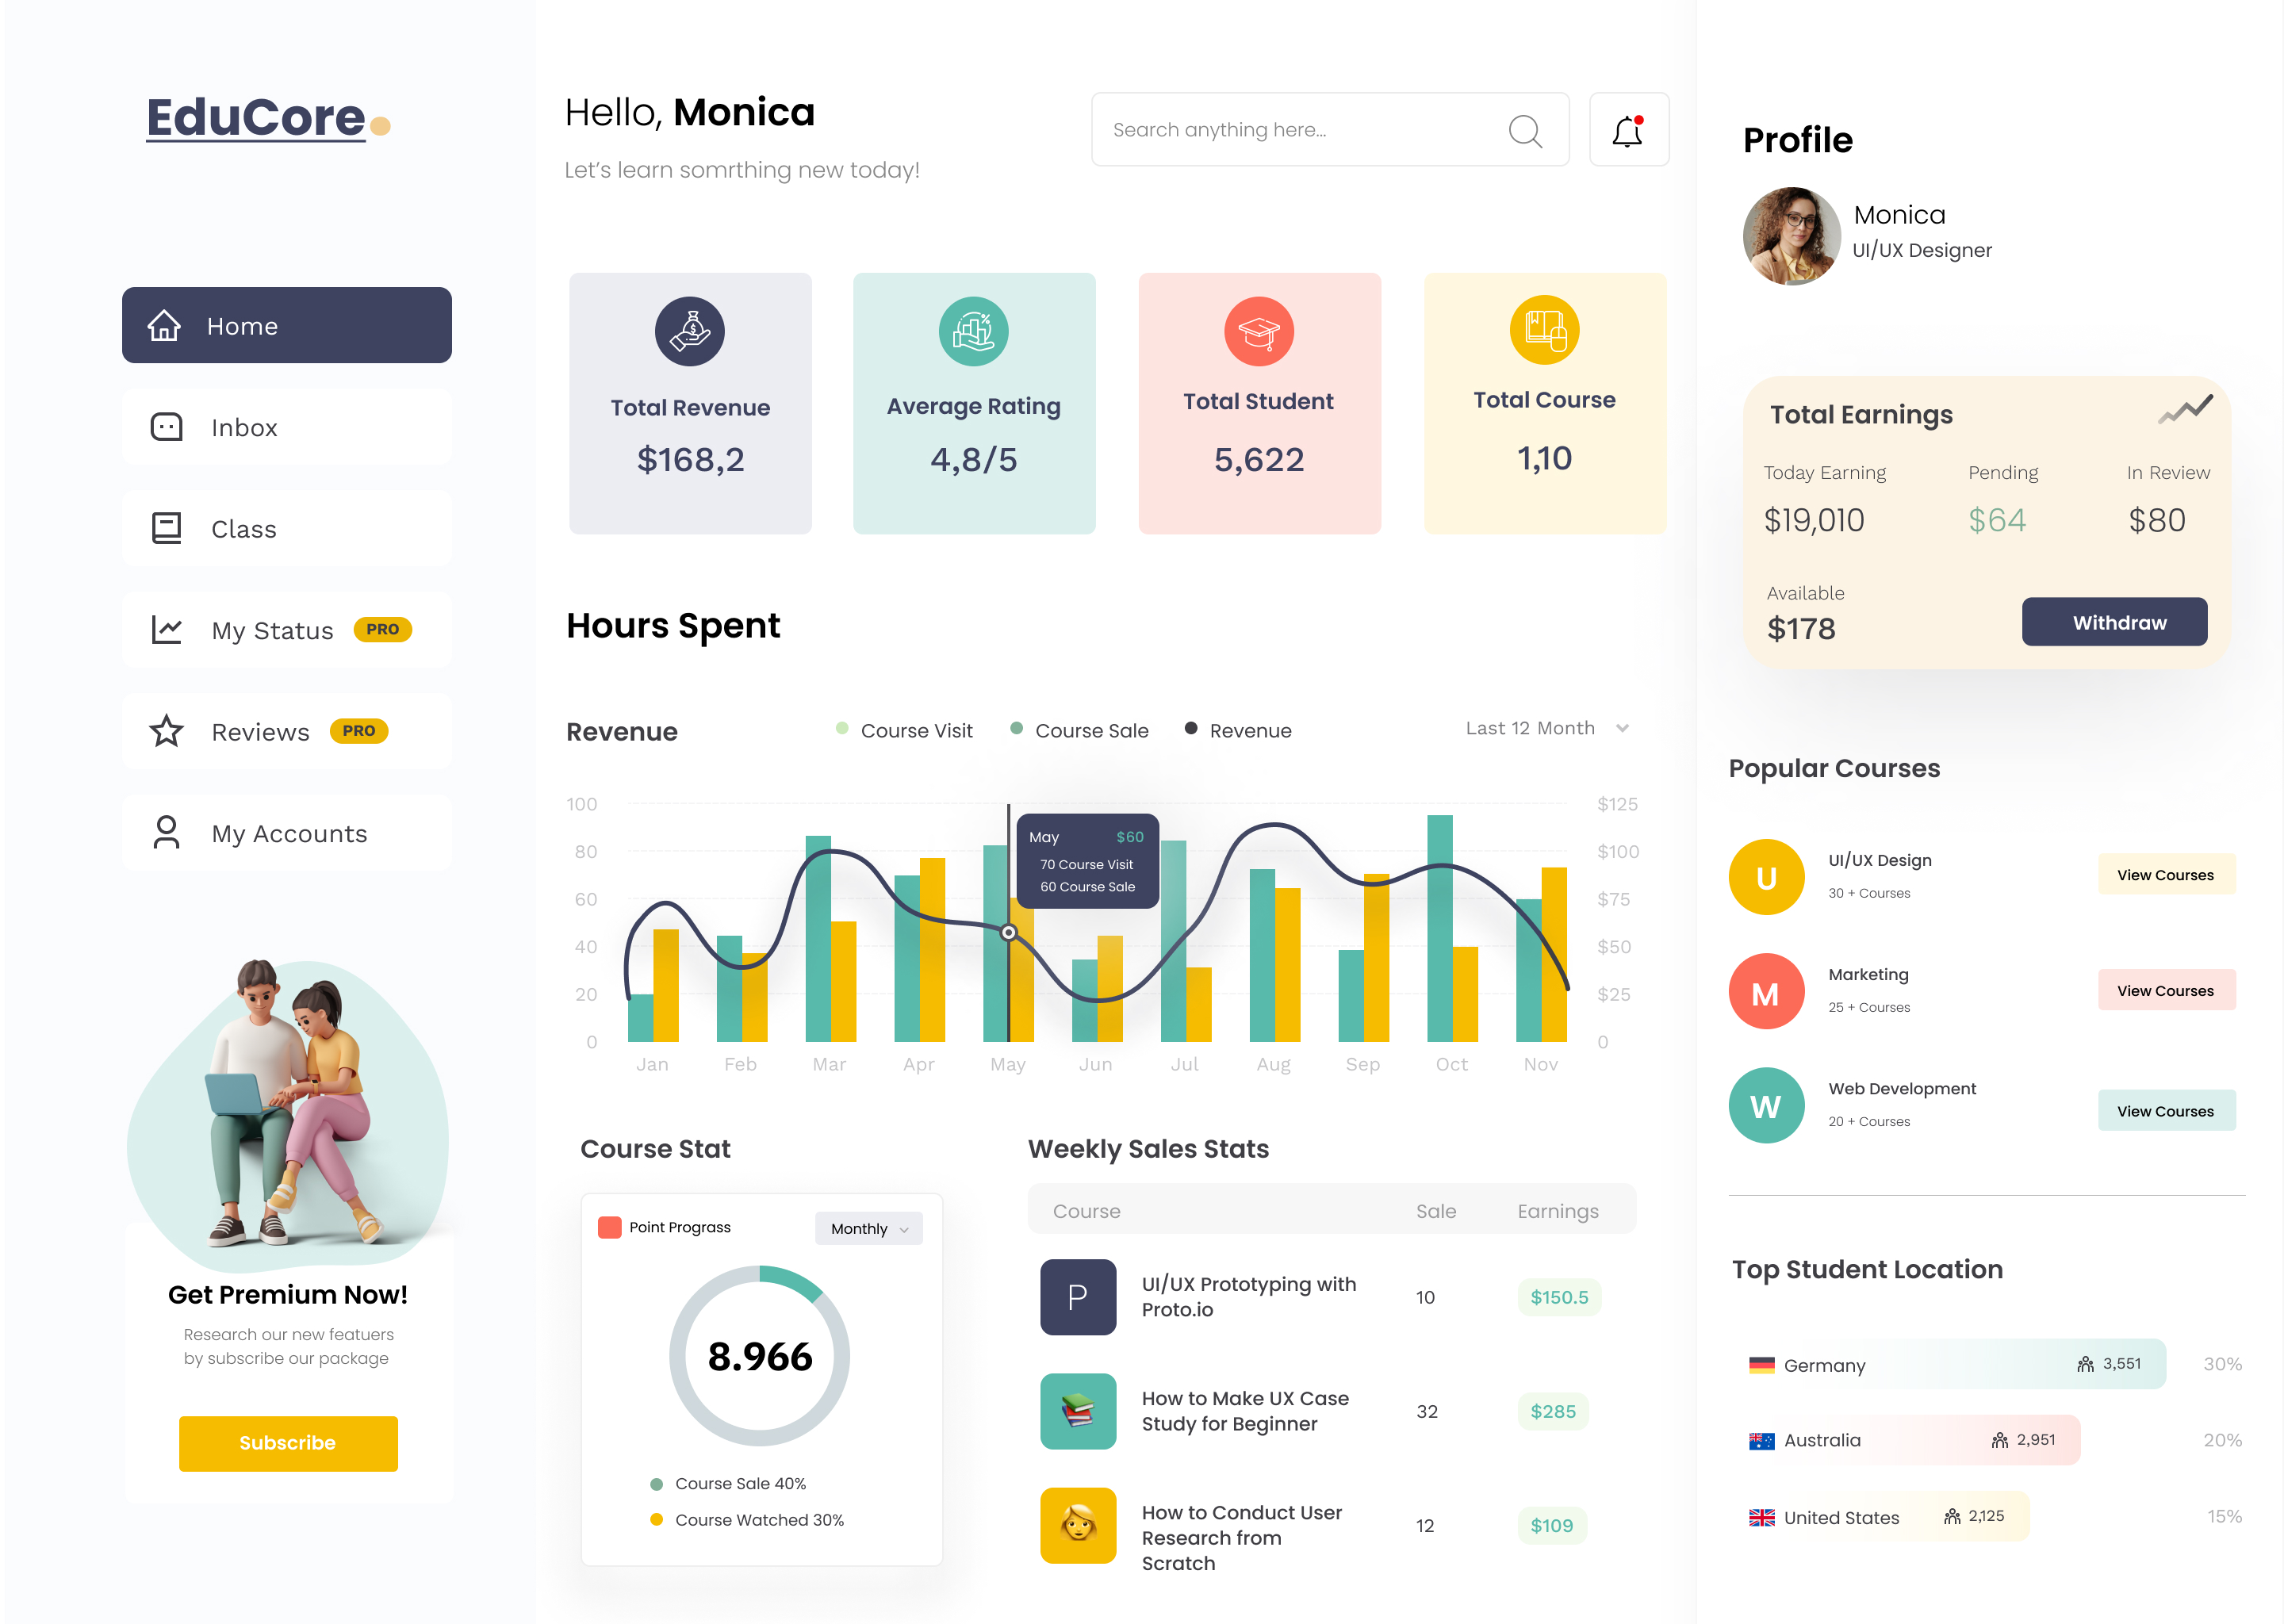 EduCore
Home
Inbox
Class
My Status PRO
Reviews PRO
My Accounts
Get Premium Now!
Research our new featuers
by subscribe our package
Subscribe
Hello, Monica
Let's learn somrthing new today!
Search anything here...
Total Revenue
$168,2
Average Rating
4,8/5
Total Student
5,622
Total Course
1,10
Hours Spent
Revenue
Course Visit
Course Sale
Revenue
Last 12 Month
100
80
60
40
20
0
$125
$100
$75
$50
$25
0
May $60
70 Course Visit
60 Course Sale
Jan Feb Mar Apr May Jun Jul Aug Sep Oct Nov
Course Stat
Point Prograss
Monthly
8.966
Course Sale 40%
Course Watched 30%
Weekly Sales Stats
Course Sale Earnings
P
UI/UX Prototyping with
Proto.io
10
$150.5
How to Make UX Case
Study for Beginner
32
$285
How to Conduct User
Research from
Scratch
12
$109
Profile
Monica
UI/UX Designer
Total Earnings
Today Earning
$19,010
Pending
$64
In Review
$80
Available
$178
Withdraw
Popular Courses
U
UI/UX Design
30 + Courses
View Courses
M
Marketing
25 + Courses
View Courses
W
Web Development
20 + Courses
View Courses
Top Student Location
Germany 3,551 30%
Australia 2,951 20%
United States 2,125 15%